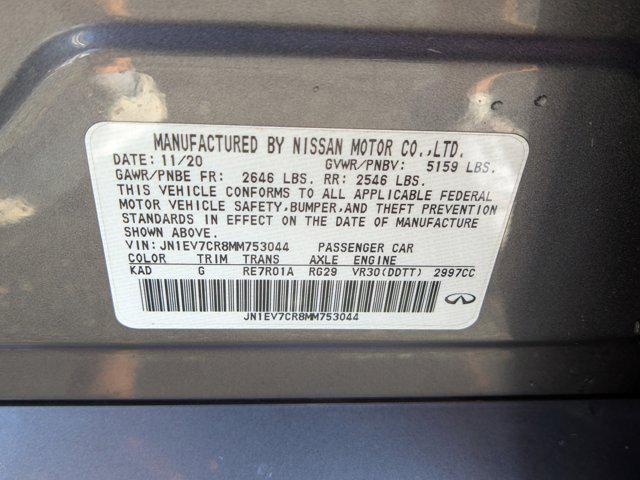 MANUFACTURED BY NISSAN MOTOR CO.,LTD.
DATE: 11/20 GVWR/PNBV: 5159 LBS.
GAWR/PNBE FR: 2646 LBS. RR: 2546 LBS.
THIS VEHICLE CONFORMS TO ALL APPLICABLE FEDERAL
MOTOR VEHICLE SAFETY,BUMPER,AND THEFT PREVENTION
STANDARDS IN EFFECT ON THE DATE OF MANUFACTURE
SHOWN ABOVE.
VIN: JN1EV7CR8MM753044 PASSENGER CAR
COLOR TRIM TRANS AXLE ENGINE
KAD G RE7R01A RG29 VR30(DDTT) 2997CC
JN1EV7CR8MM753044